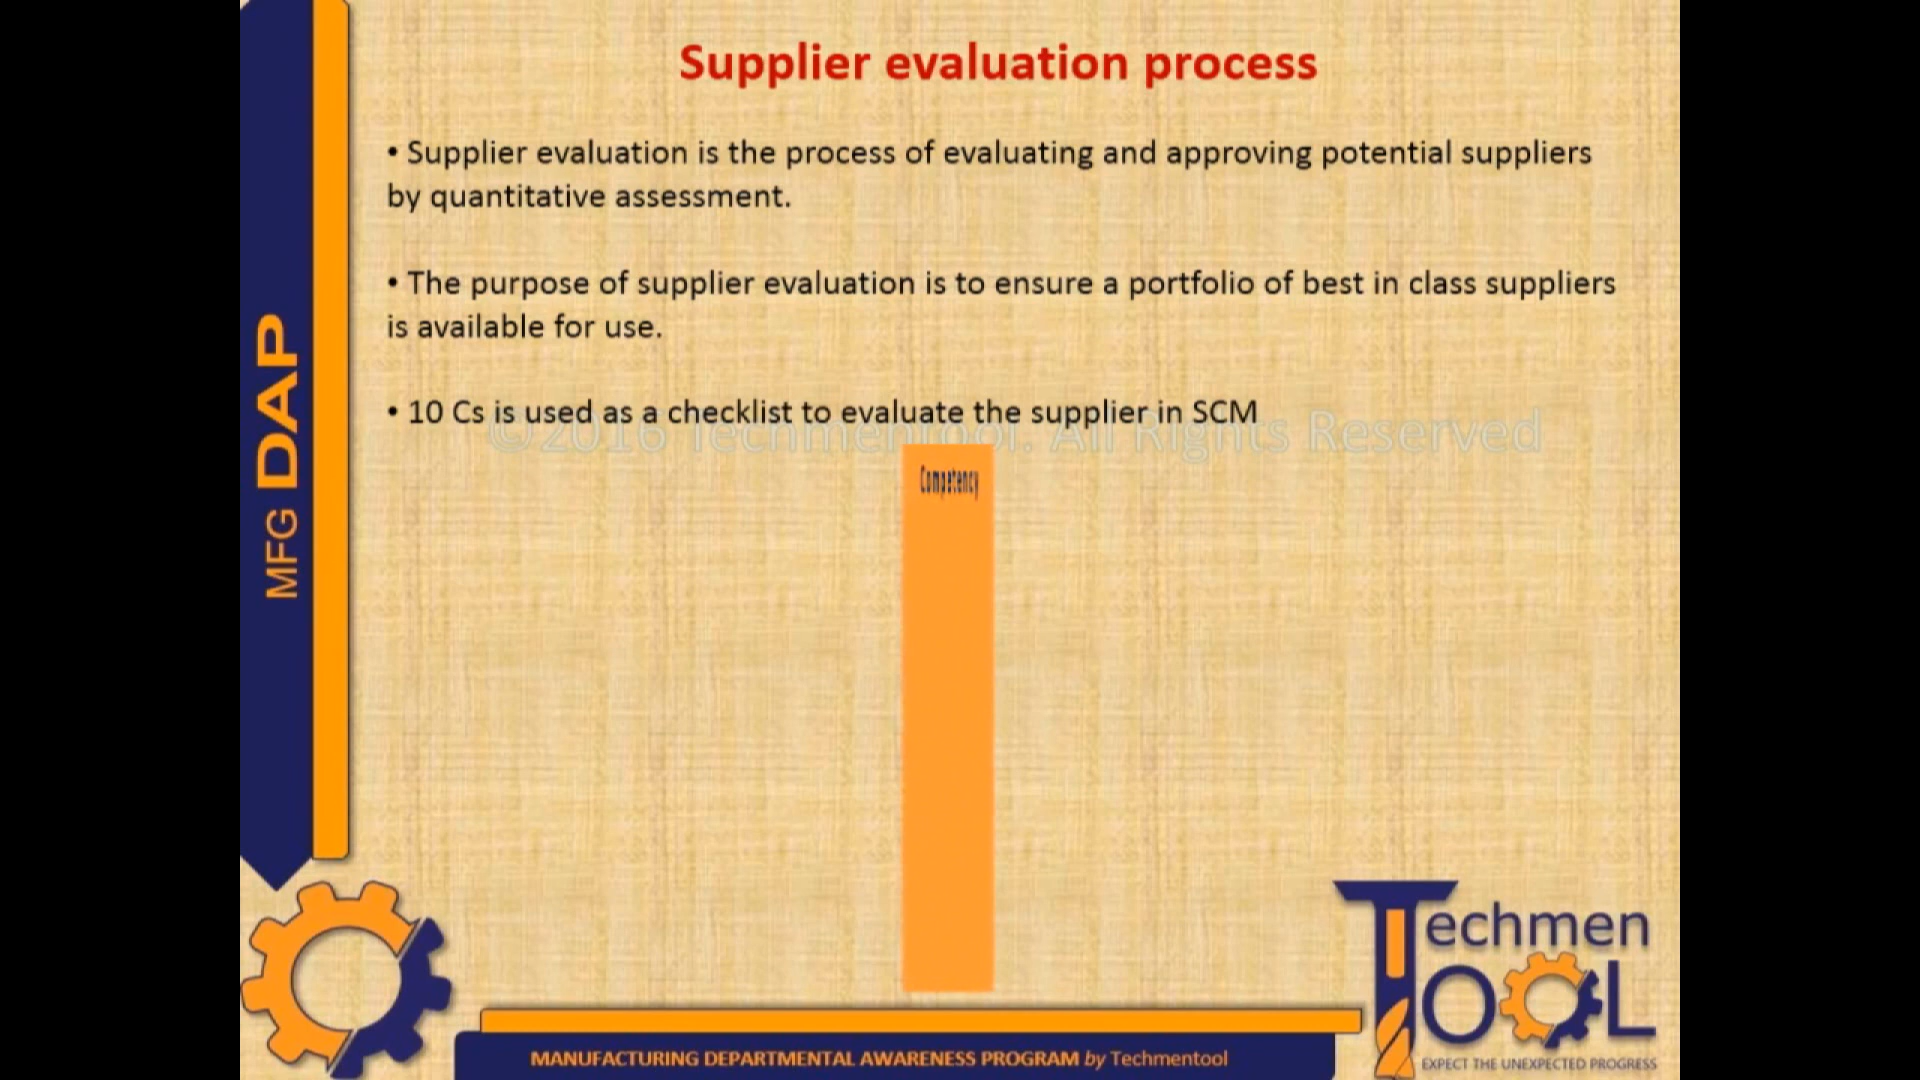 Supplier evaluation process
• Supplier evaluation is the process of evaluating and approving potential suppliers
by quantitative assessment.
• The purpose of supplier evaluation is to ensure a portfolio of best in class suppliers
is available for use.
• 10 Cs is used as a checklist to evaluate the supplier in SCM
©2016 Techmentool. All Rights Reserved
Competency
MFG DAP
Techmen
TOOL
EXPECT THE UNEXPECTED PROGRESS
MANUFACTURING DEPARTMENTAL AWARENESS PROGRAM by Techmentool